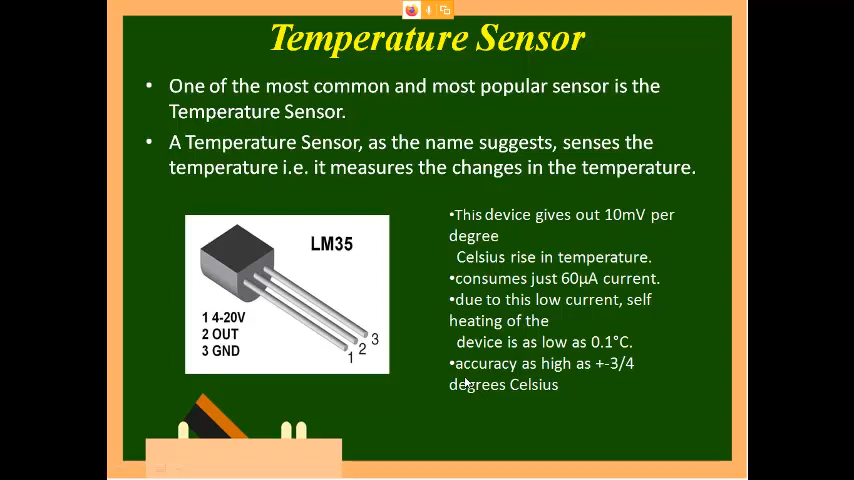 Temperature Sensor
• One of the most common and most popular sensor is the
Temperature Sensor.
• A Temperature Sensor, as the name suggests, senses the
temperature i.e. it measures the changes in the temperature.
LM35
1 4-20V
2 OUT
3 GND
1 2 3
•This device gives out 10mV per
degree
Celsius rise in temperature.
•consumes just 60µA current.
•due to this low current, self
heating of the
device is as low as 0.1°C.
•accuracy as high as +-3/4
degrees Celsius